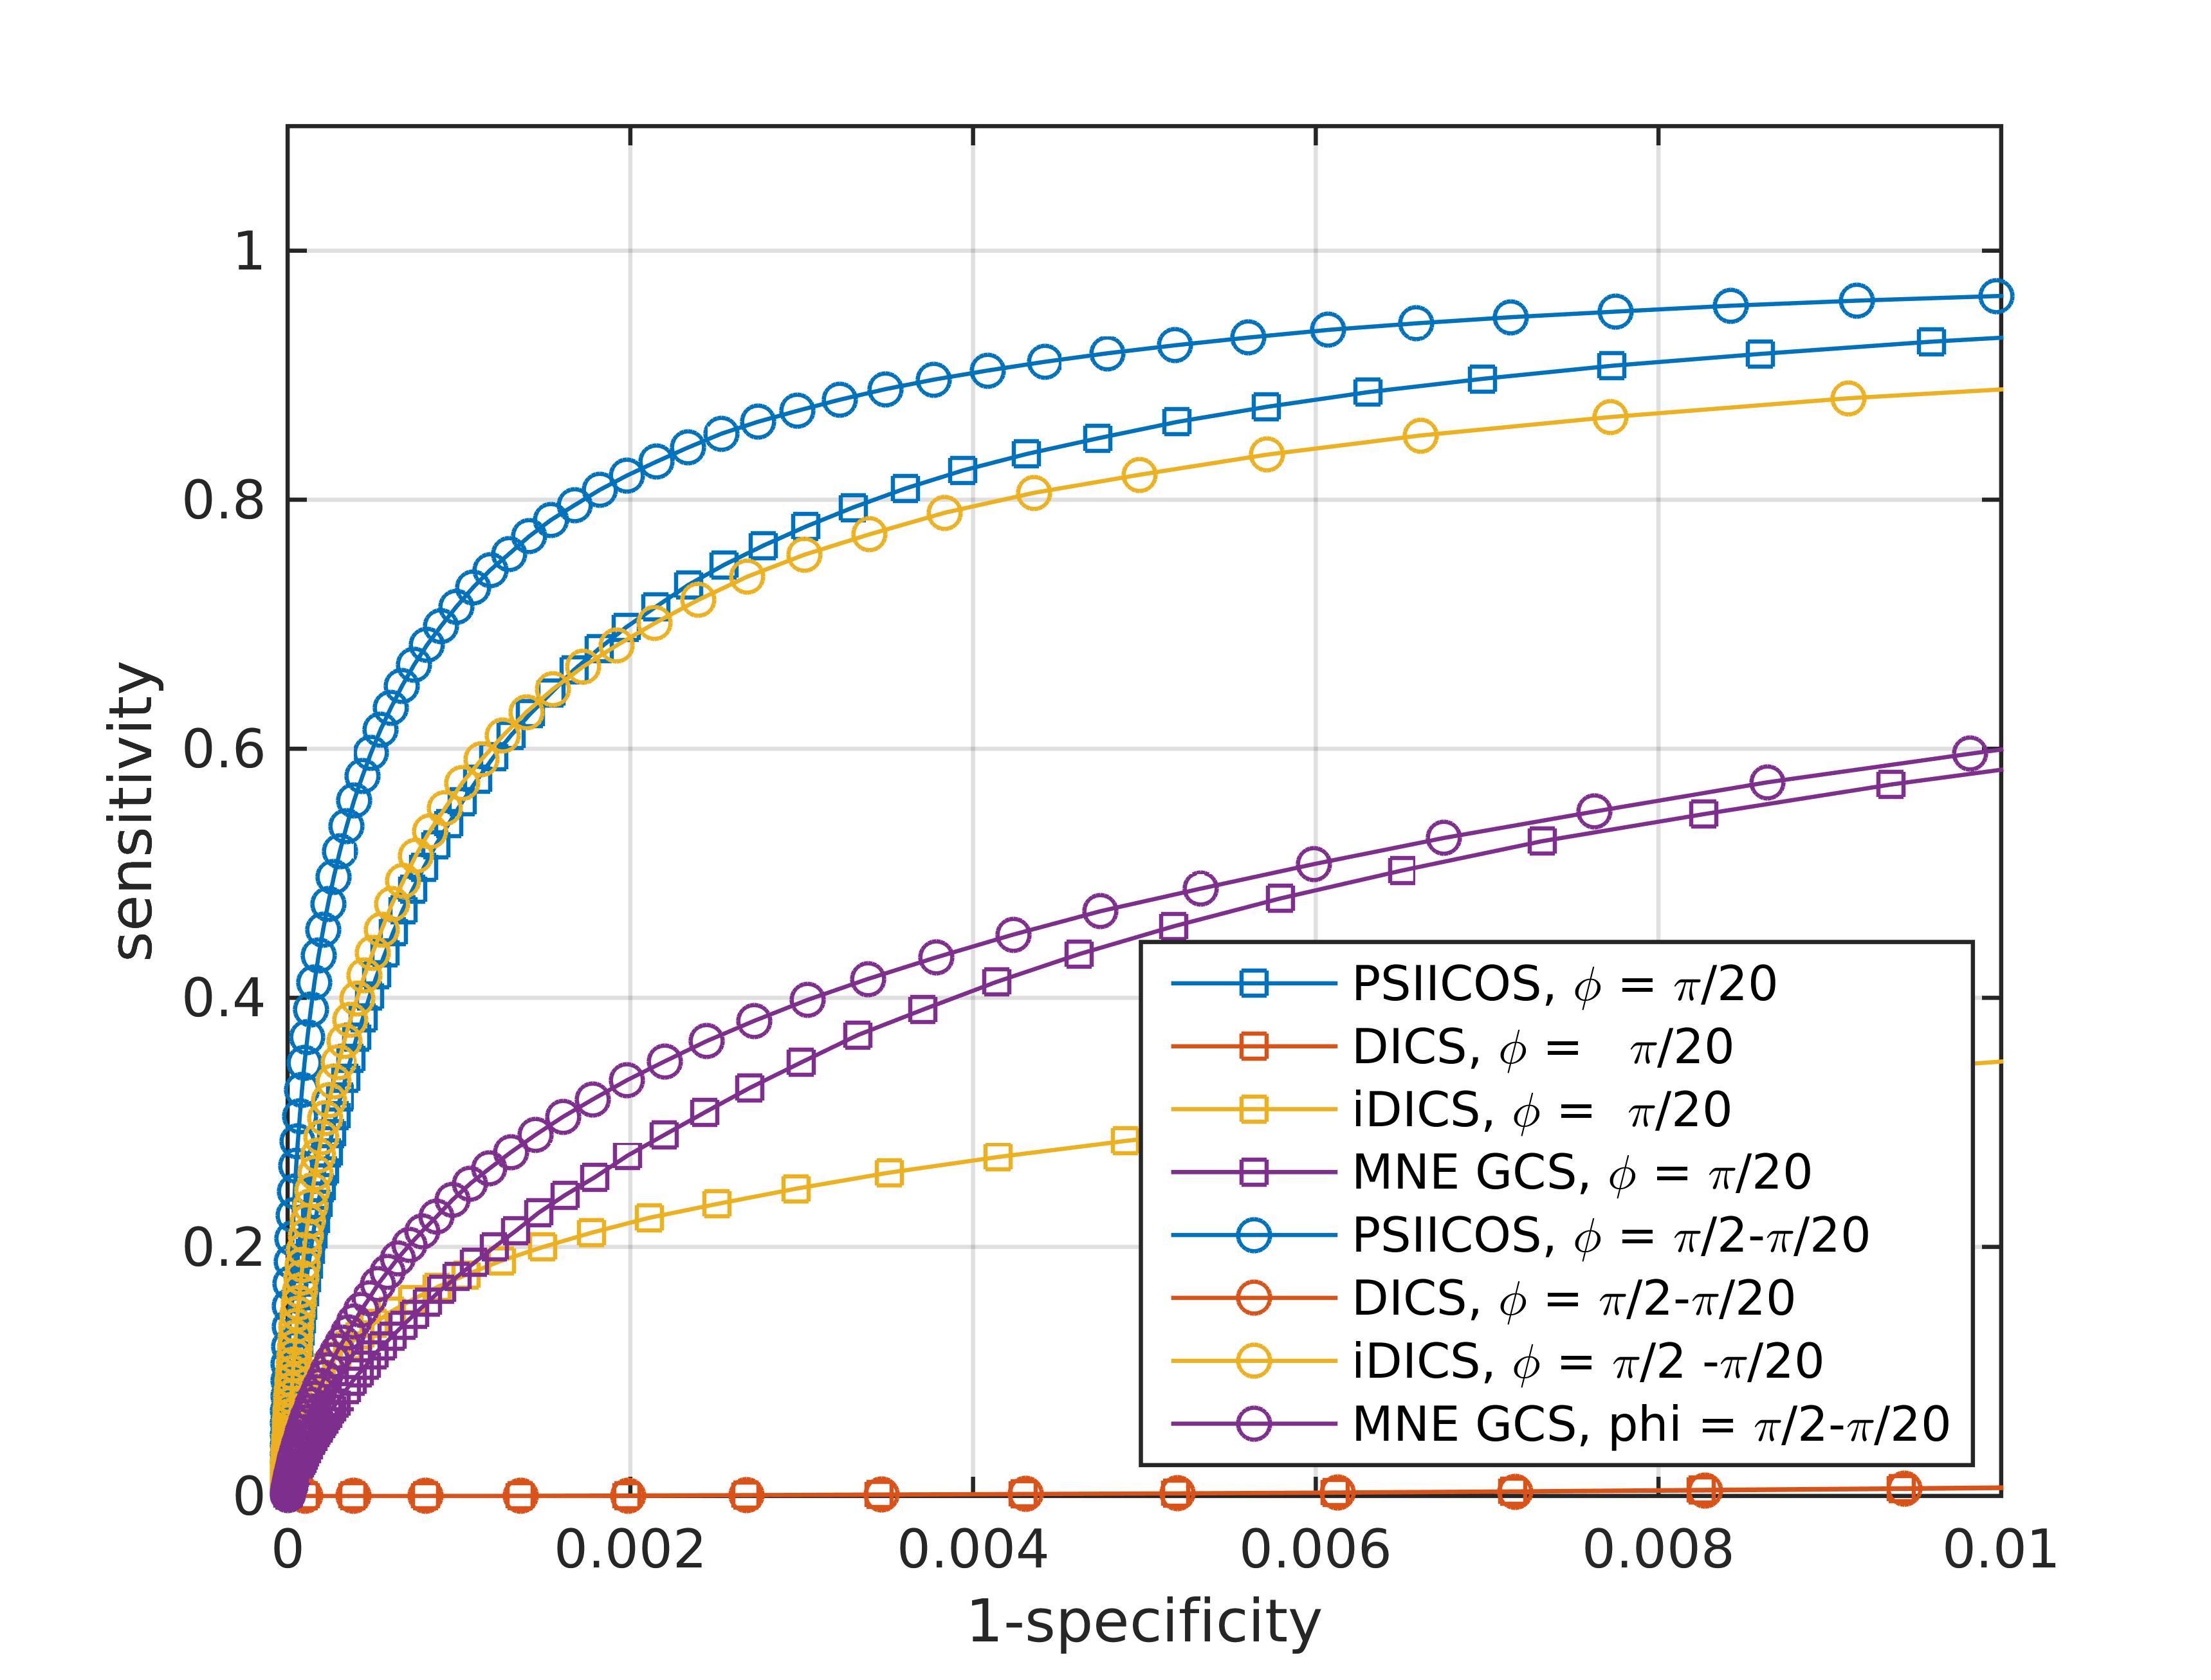 1
0.8
0.6
0.4
0.2
0
sensitivity
0 0.002 0.004 0.006 0.008 0.01
1-specificity
PSIICOS, ϕ = π/20
DICS, ϕ = π/20
iDICS, ϕ = π/20
MNE GCS, ϕ = π/20
PSIICOS, ϕ = π/2-π/20
DICS, ϕ = π/2-π/20
iDICS, ϕ = π/2 -π/20
MNE GCS, phi = π/2-π/20